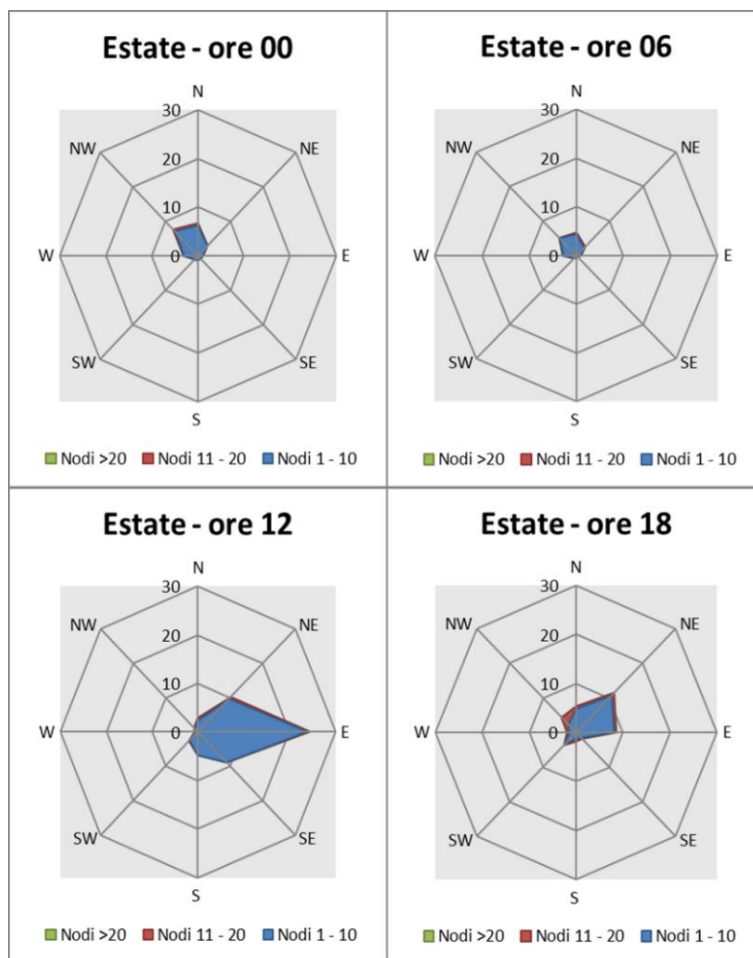 Estate - ore 00
N
30
NW
NE
20
10
W
0
E
SW
SE
S
Nodi >20 Nodi 11 - 20 Nodi 1 - 10
Estate - ore 06
N
30
NW
NE
20
10
W
0
E
SW
SE
S
Nodi >20 Nodi 11 - 20 Nodi 1 - 10
Estate - ore 12
N
30
NW
NE
20
10
W
0
E
SW
SE
S
Nodi >20 Nodi 11 - 20 Nodi 1 - 10
Estate - ore 18
N
30
NW
NE
20
10
W
0
E
SW
SE
S
Nodi >20 Nodi 11 - 20 Nodi 1 - 10